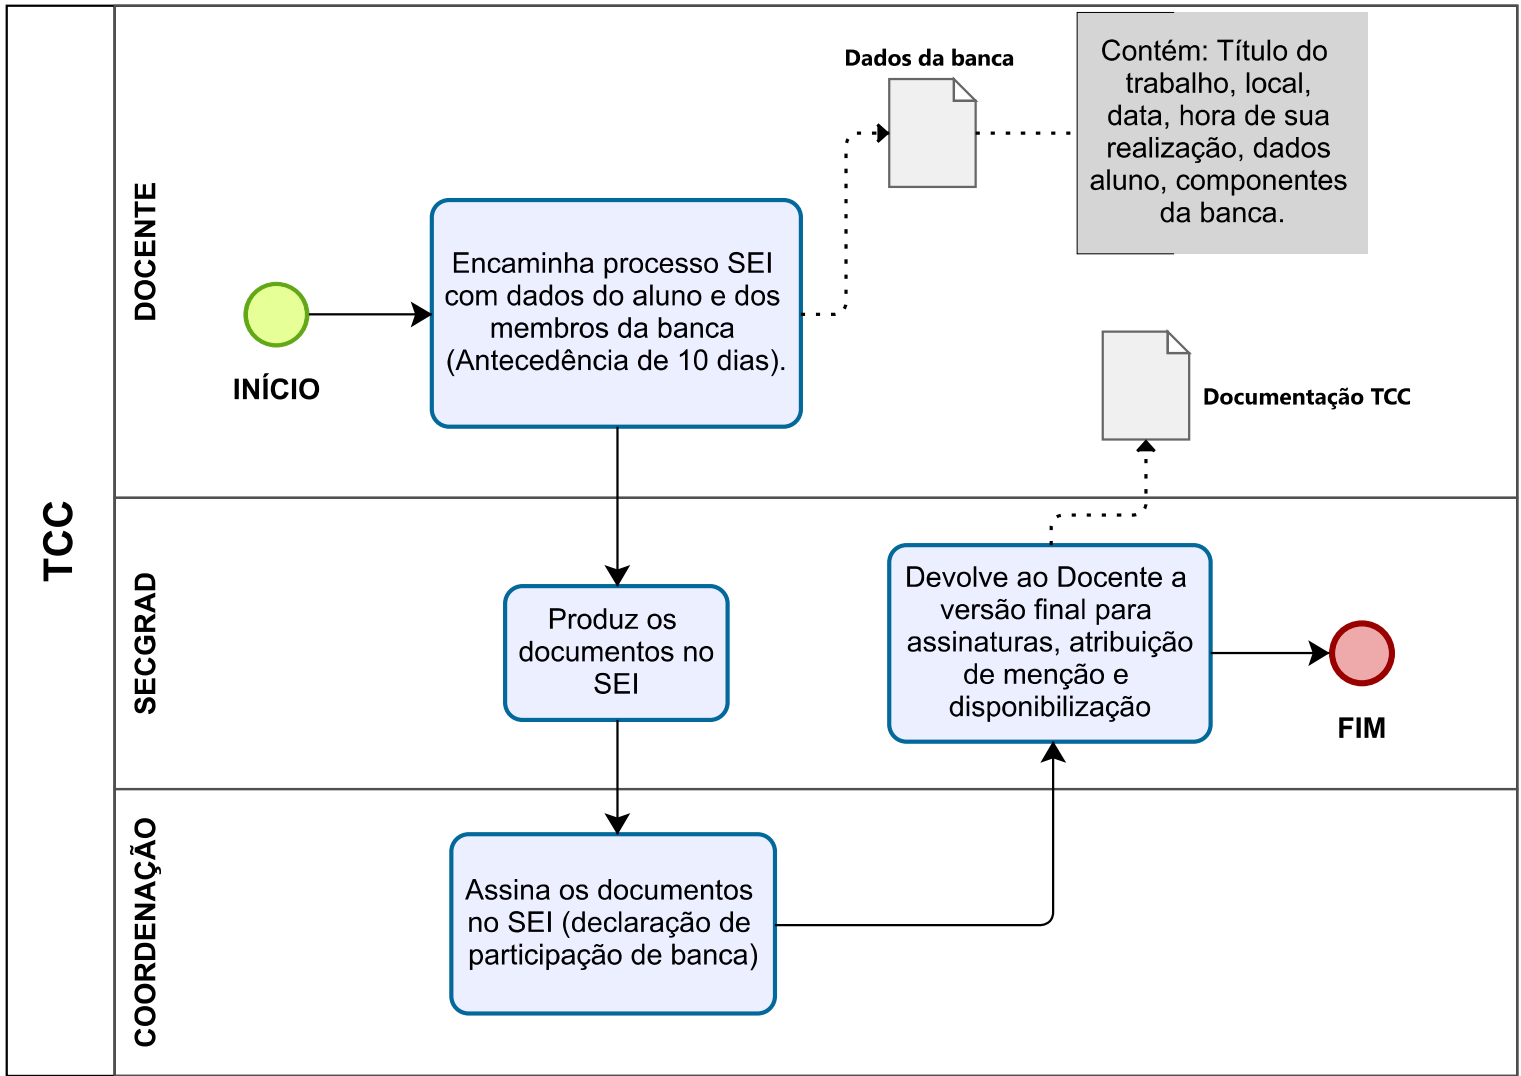 TCC
DOCENTE
INÍCIO
Encaminha processo SEI
com dados do aluno e dos
membros da banca
(Antecedência de 10 dias).
Dados da banca
Contém: Título do
trabalho, local,
data, hora de sua
realização, dados
aluno, componentes
da banca.
Documentação TCC
SECGRAD
Produz os
documentos no
SEI
Devolve ao Docente a
versão final para
assinaturas, atribuição
de menção e
disponibilização
FIM
COORDENAÇÃO
Assina os documentos
no SEI (declaração de
participação de banca)